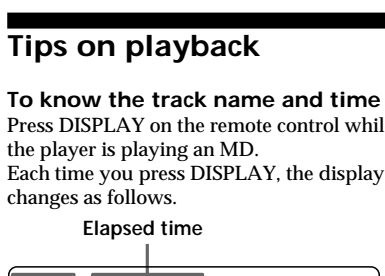 Tips on playback
To know the track name and time
Press DISPLAY on the remote control whil
the player is playing an MD.
Each time you press DISPLAY, the display
changes as follows.
Elapsed time